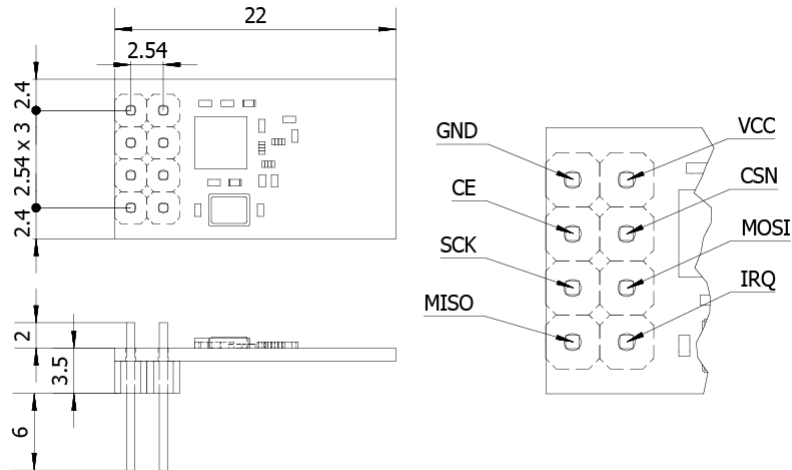 22
2.54
2.4
2.54 x 3
2.4
2
3.5
6
GND
VCC
CE
CSN
SCK
MOSI
MISO
IRQ